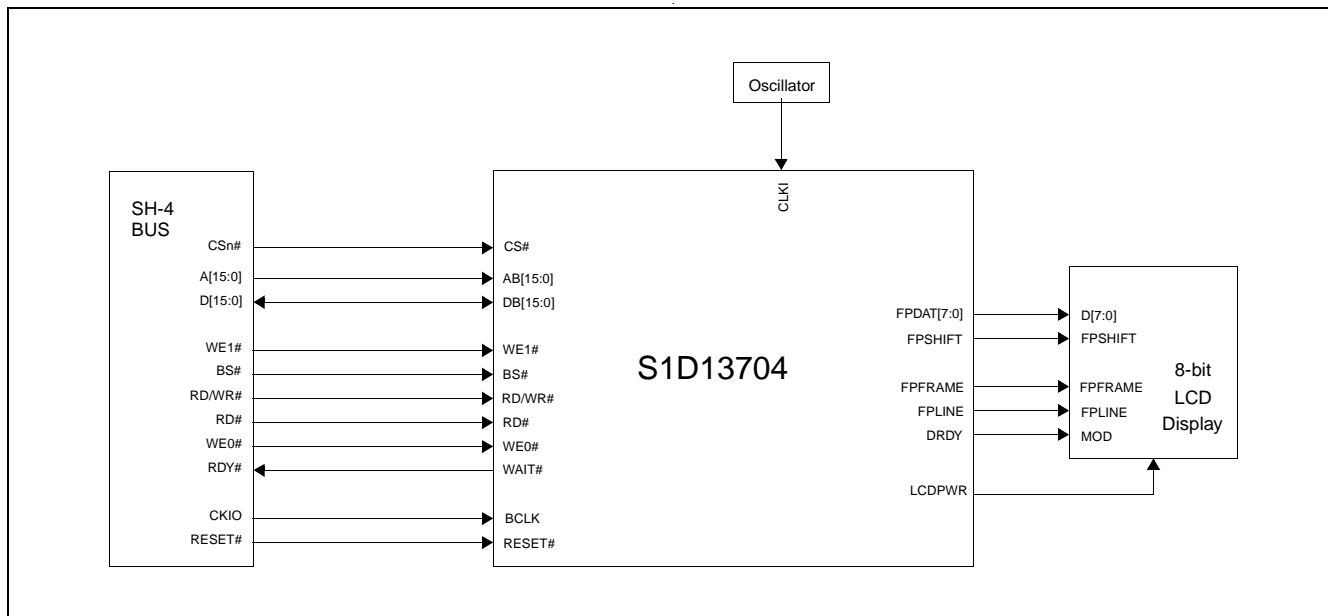 Oscillator
CLKI
SH-4
BUS
CSn#
A[15:0]
D[15:0]
WE1#
BS#
RD/WR#
RD#
WE0#
RDY#
CKIO
RESET#
CS#
AB[15:0]
DB[15:0]
WE1#
BS#
RD/WR#
RD#
WE0#
WAIT#
BCLK
RESET#
S1D13704
FPDAT[7:0]
FPSHIFT
FPFRAME
FPLINE
DRDY
LCDPWR
D[7:0]
FPSHIFT
FPFRAME
FPLINE
MOD
8-bit
LCD
Display